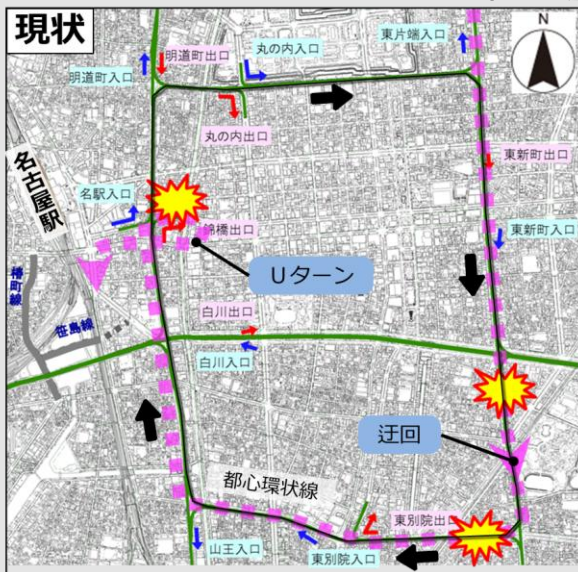 現状
N
東片端入口
丸の内入口
明道町出口
明道町入口
丸の内出口
東新町出口
名古屋駅
名駅入口
錦橋出口
東新町入口
Uターン
椿町線
笹島線
白川出口
白川入口
迂回
都心環状線
東別院出口
山王入口
東別院入口